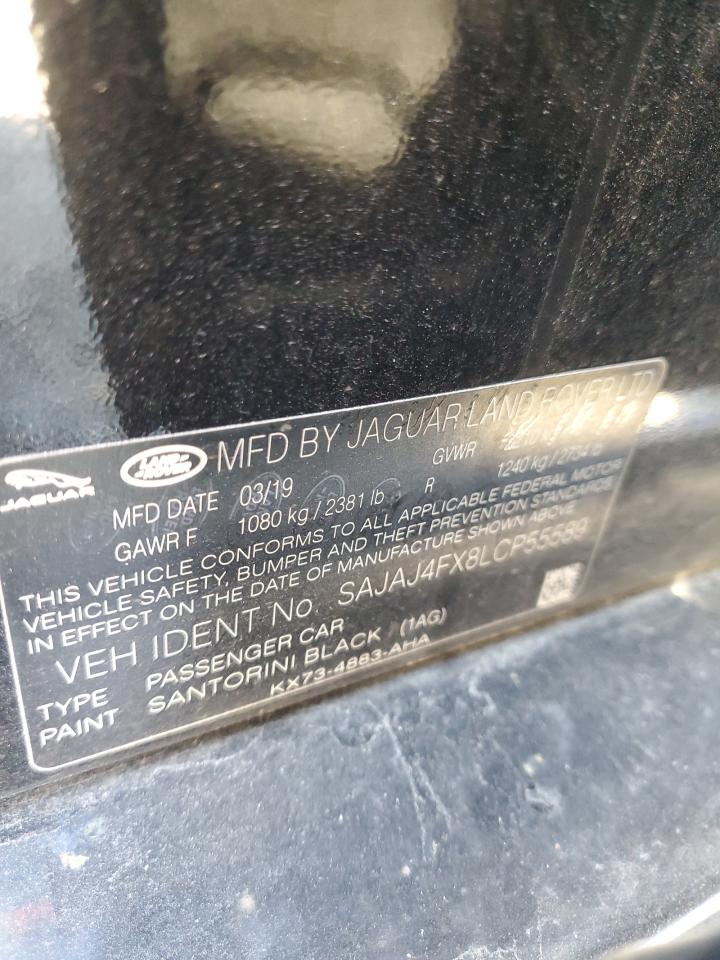 JAGUAR
LAND ROVER
MFD BY JAGUAR LAND ROVER LTD
MFD DATE 03/19 GVWR
GAWR F 1080 kg / 2381 lb R 1240 kg / 2734 lb
THIS VEHICLE CONFORMS TO ALL APPLICABLE FEDERAL MOTOR
VEHICLE SAFETY, BUMPER AND THEFT PREVENTION STANDARDS
IN EFFECT ON THE DATE OF MANUFACTURE SHOWN ABOVE
VEH IDENT No SAJAJ4FX8LCP55589
TYPE PASSENGER CAR
PAINT SANTORINI BLACK (1AG)
KX73-4883-AHA